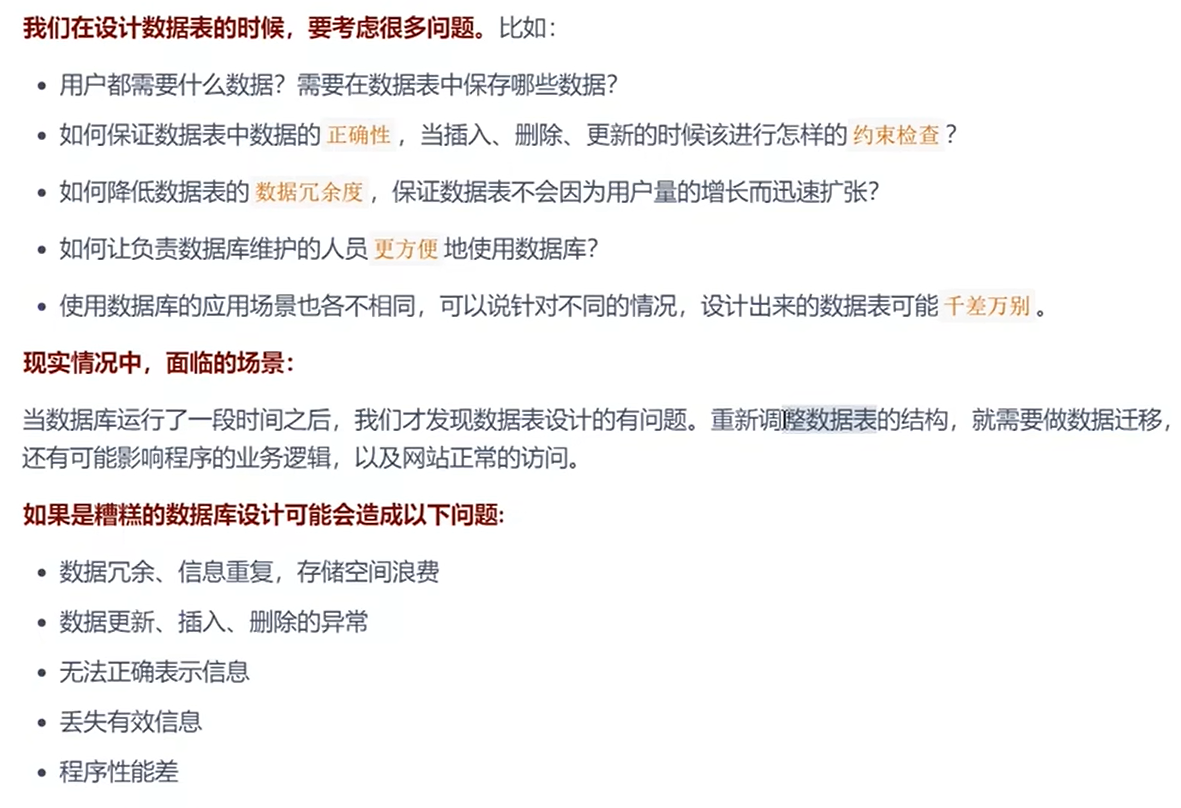 我们在设计数据表的时候，要考虑很多问题。比如：
• 用户都需要什么数据？需要在数据表中保存哪些数据？
• 如何保证数据表中数据的 正确性 ，当插入、删除、更新的时候该进行怎样的 约束检查 ？
• 如何降低数据表的 数据冗余度 ，保证数据表不会因为用户量的增长而迅速扩张？
• 如何让负责数据库维护的人员 更方便 地使用数据库？
• 使用数据库的应用场景也各不相同，可以说针对不同的情况，设计出来的数据表可能 千差万别 。
现实情况中，面临的场景：
当数据库运行了一段时间之后，我们才发现数据表设计的有问题。重新调整数据表的结构，就需要做数据迁移，
还有可能影响程序的业务逻辑，以及网站正常的访问。
如果是糟糕的数据库设计可能会造成以下问题:
• 数据冗余、信息重复，存储空间浪费
• 数据更新、插入、删除的异常
• 无法正确表示信息
• 丢失有效信息
• 程序性能差